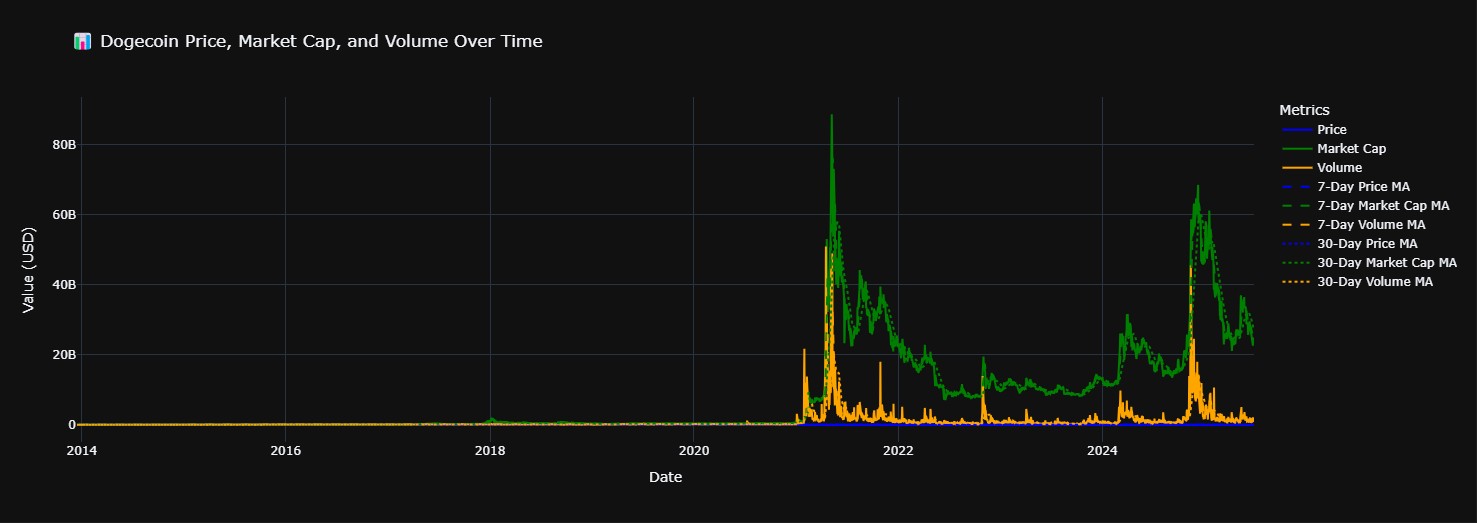 📊 Dogecoin Price, Market Cap, and Volume Over Time
Metrics
Price
Market Cap
Volume
7-Day Price MA
7-Day Market Cap MA
7-Day Volume MA
30-Day Price MA
30-Day Market Cap MA
30-Day Volume MA
Value (USD)
80B
60B
40B
20B
0
2014 2016 2018 2020 2022 2024
Date